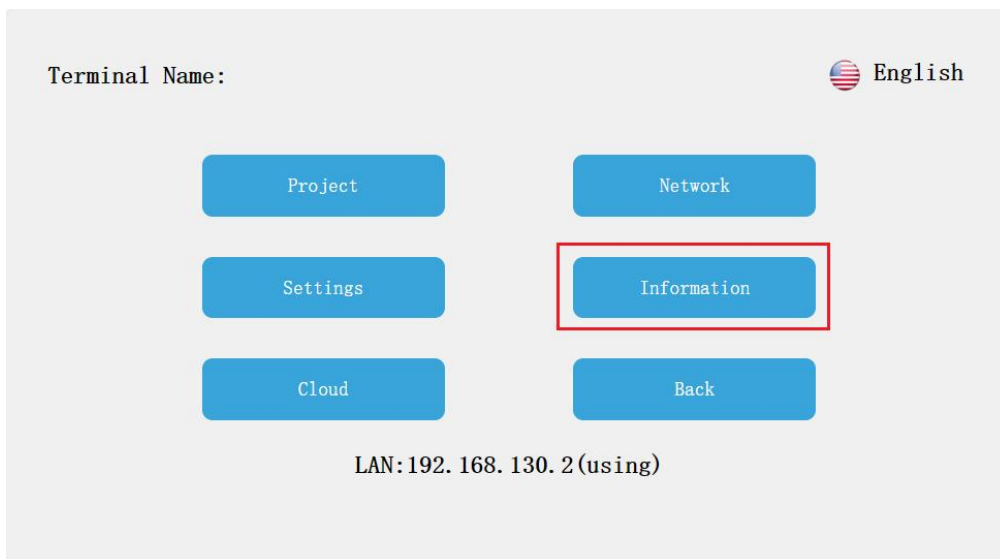 Terminal Name:
English
Project
Network
Settings
Information
Cloud
Back
LAN:192.168.130.2(using)